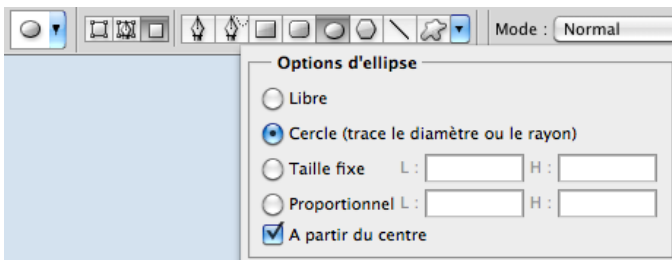 Mode : Normal
Options d'ellipse
Libre
Cercle (trace le diamètre ou le rayon)
Taille fixe L : H :
Proportionnel L : H :
A partir du centre